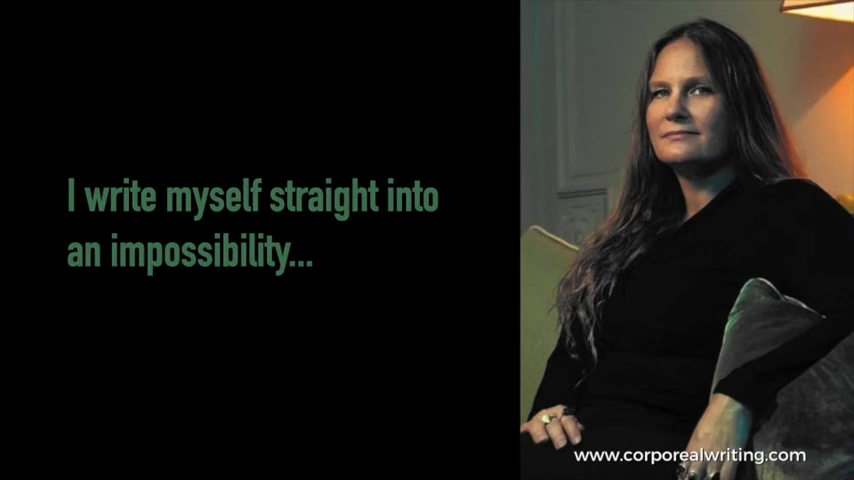 I write myself straight into
an impossibility...
www.corporealwriting.com